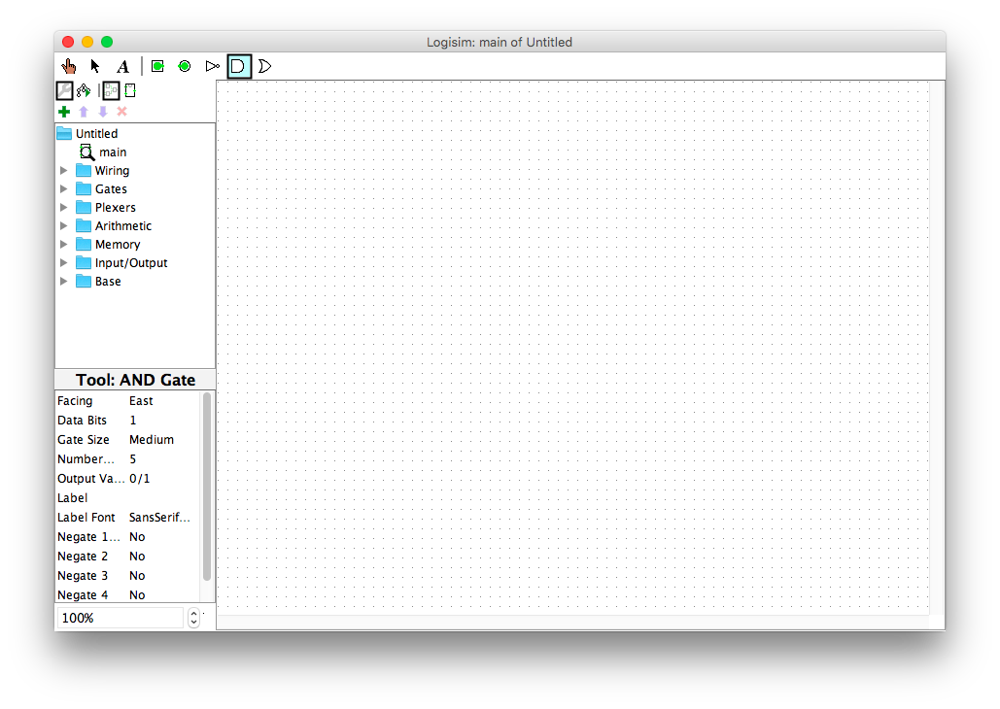 Logisim: main of Untitled
A
Untitled
main
Wiring
Gates
Plexers
Arithmetic
Memory
Input/Output
Base
Tool: AND Gate
Facing East
Data Bits 1
Gate Size Medium
Number... 5
Output Va... 0/1
Label
Label Font SansSerif...
Negate 1... No
Negate 2 No
Negate 3 No
Negate 4 No
100%